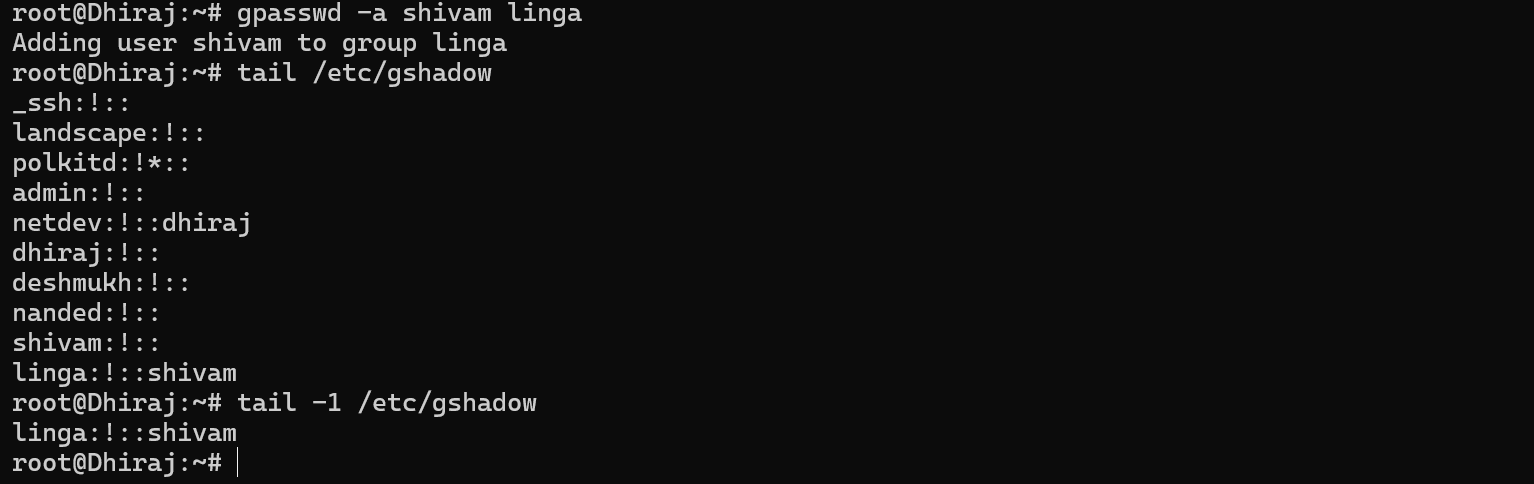 root@Dhiraj:~# gpasswd -a shivam linga
Adding user shivam to group linga
root@Dhiraj:~# tail /etc/gshadow
_ssh:!::
landscape:!::
polkitd:!*::
admin:!::
netdev:!::dhiraj
dhiraj:!::
deshmukh:!::
nanded:!::
shivam:!::
linga:!::shivam
root@Dhiraj:~# tail -1 /etc/gshadow
linga:!::shivam
root@Dhiraj:~#